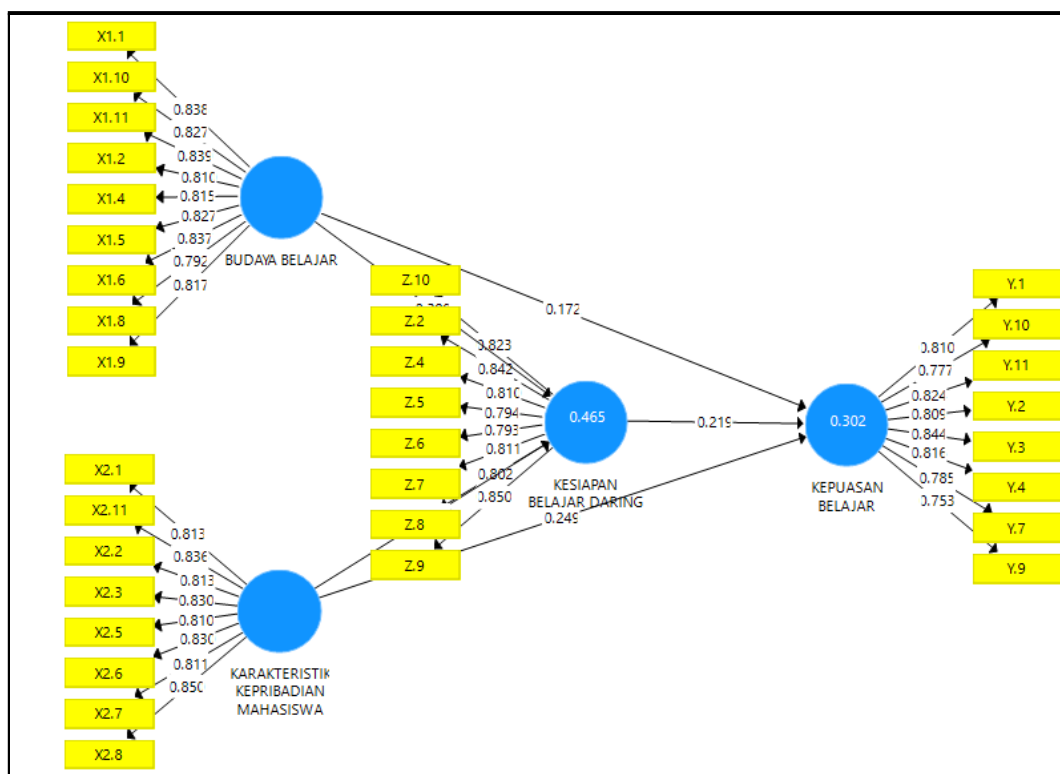 X1.1
X1.10
X1.11
X1.2
X1.4
X1.5
X1.6
X1.8
X1.9
0.838
0.827
0.839
0.810
0.815
0.827
0.837
0.792
0.817
BUDAYA BELAJAR
X2.1
X2.11
X2.2
X2.3
X2.5
X2.6
X2.7
X2.8
0.813
0.836
0.813
0.830
0.810
0.830
0.811
0.850
KARAKTERISTIK
KEPRIBADIAN
MAHASISWA
Z.10
Z.2
Z.4
Z.5
Z.6
Z.7
Z.8
Z.9
0.823
0.842
0.810
0.794
0.793
0.811
0.802
0.850
0.465
KESIAPAN
BELAJAR DARING
0.172
0.219
0.249
0.302
KEPUASAN
BELAJAR
0.810
0.777
0.824
0.809
0.844
0.816
0.785
0.753
Y.1
Y.10
Y.11
Y.2
Y.3
Y.4
Y.7
Y.9